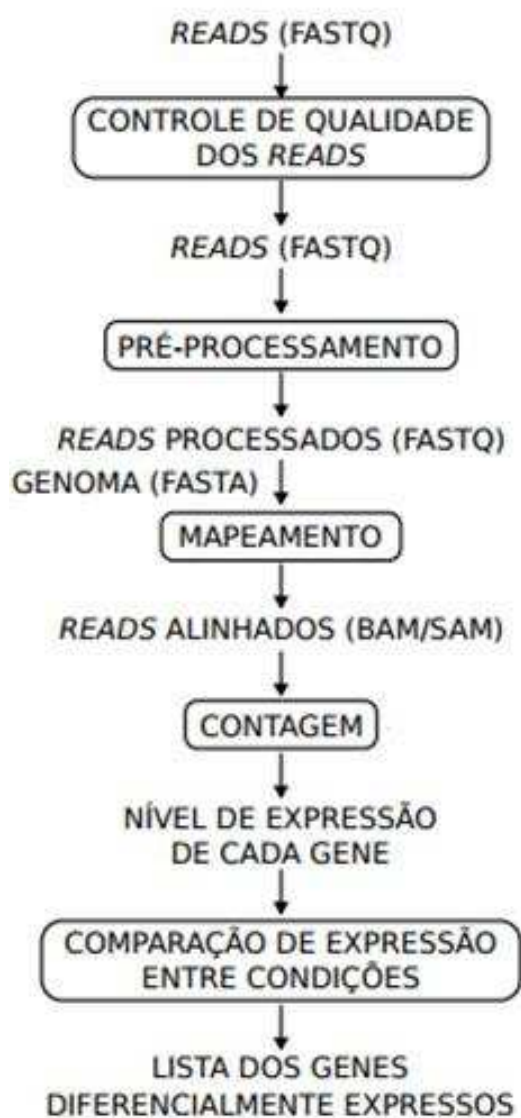 READS (FASTQ)
CONTROLE DE QUALIDADE
DOS READS
READS (FASTQ)
PRÉ-PROCESSAMENTO
READS PROCESSADOS (FASTQ)
GENOMA (FASTA)
MAPEAMENTO
READS ALINHADOS (BAM/SAM)
CONTAGEM
NÍVEL DE EXPRESSÃO
DE CADA GENE
COMPARAÇÃO DE EXPRESSÃO
ENTRE CONDIÇÕES
LISTA DOS GENES
DIFERENCIALMENTE EXPRESSOS